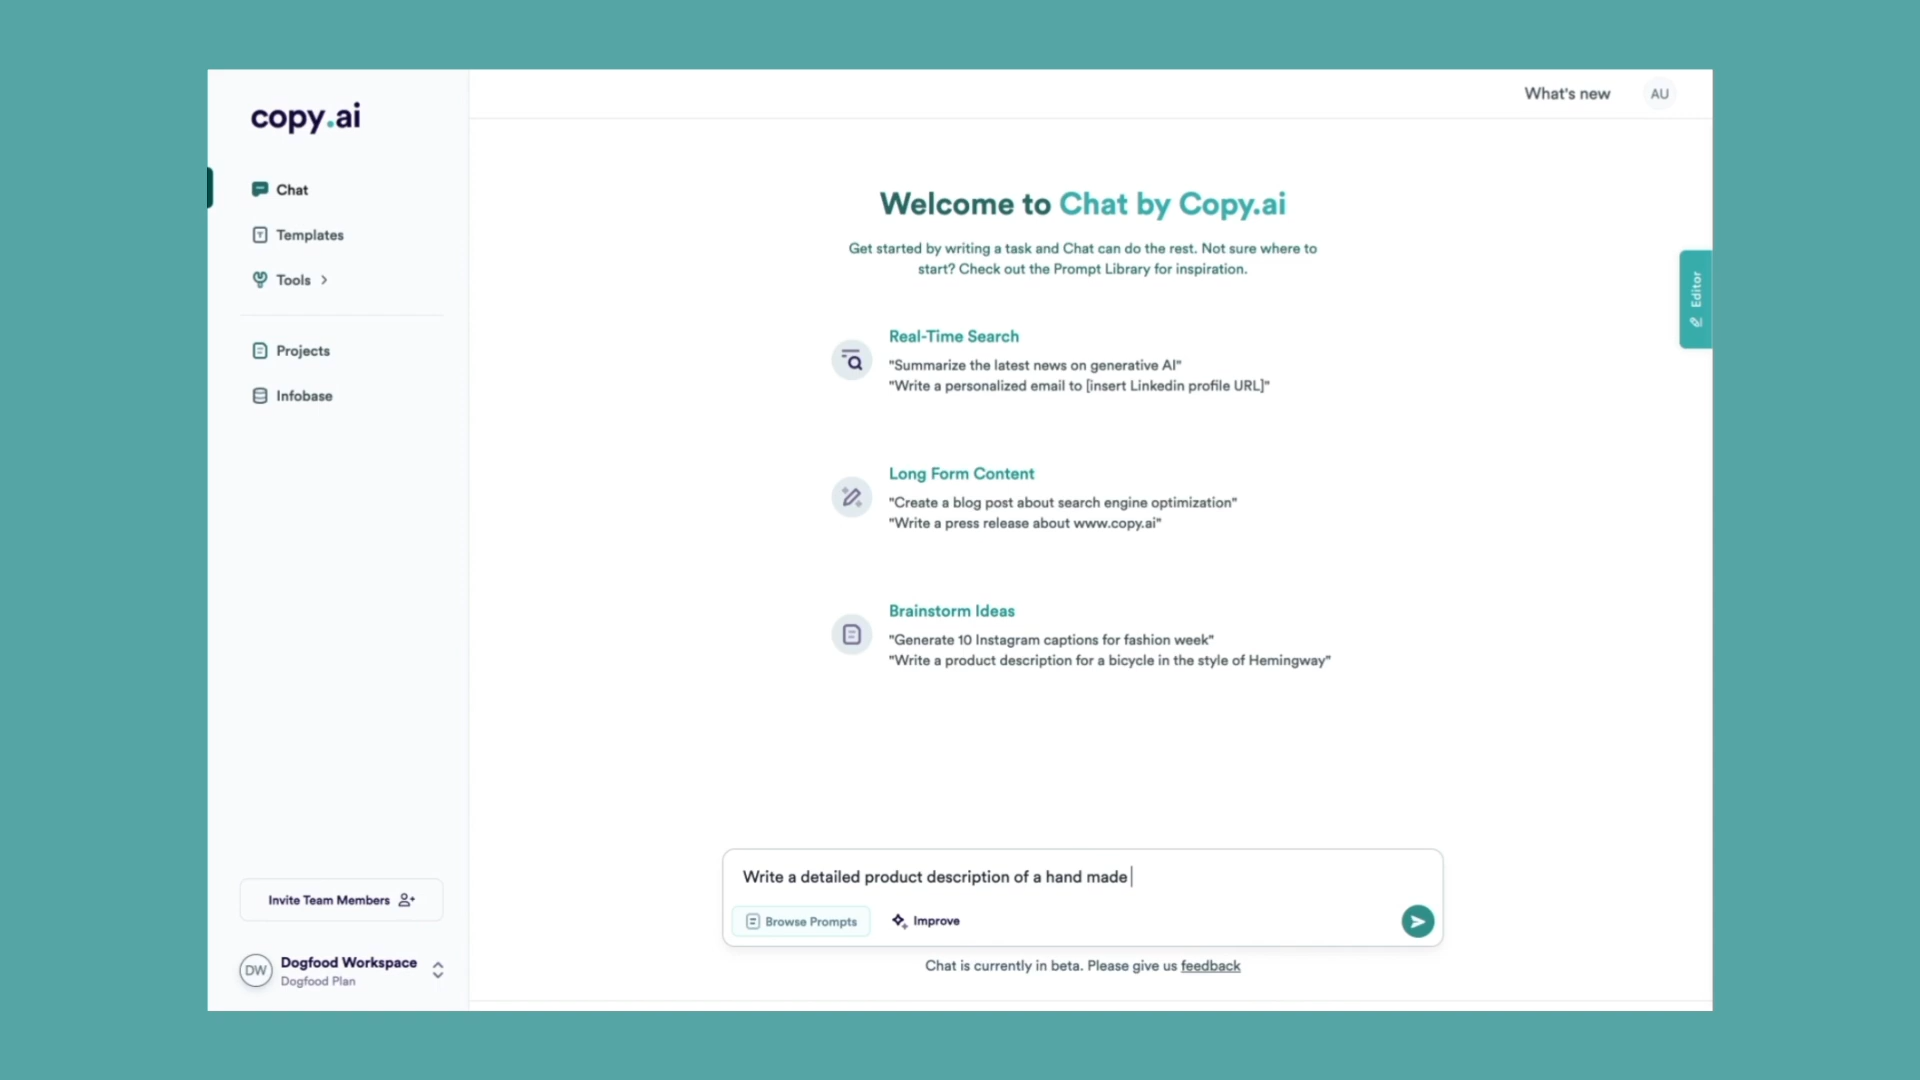 copy.ai
Chat
Templates
Tools
Projects
Infobase
Invite Team Members
DW
Dogfood Workspace
Dogfood Plan
What's new
AU
Welcome to Chat by Copy.ai
Get started by writing a task and Chat can do the rest. Not sure where to
start? Check out the Prompt Library for inspiration.
Real-Time Search
"Summarize the latest news on generative AI"
"Write a personalized email to [insert Linkedin profile URL]"
Long Form Content
"Create a blog post about search engine optimization"
"Write a press release about www.copy.ai"
Brainstorm Ideas
"Generate 10 Instagram captions for fashion week"
"Write a product description for a bicycle in the style of Hemingway"
Editor
Write a detailed product description of a hand made
Browse Prompts
Improve
Chat is currently in beta. Please give us feedback